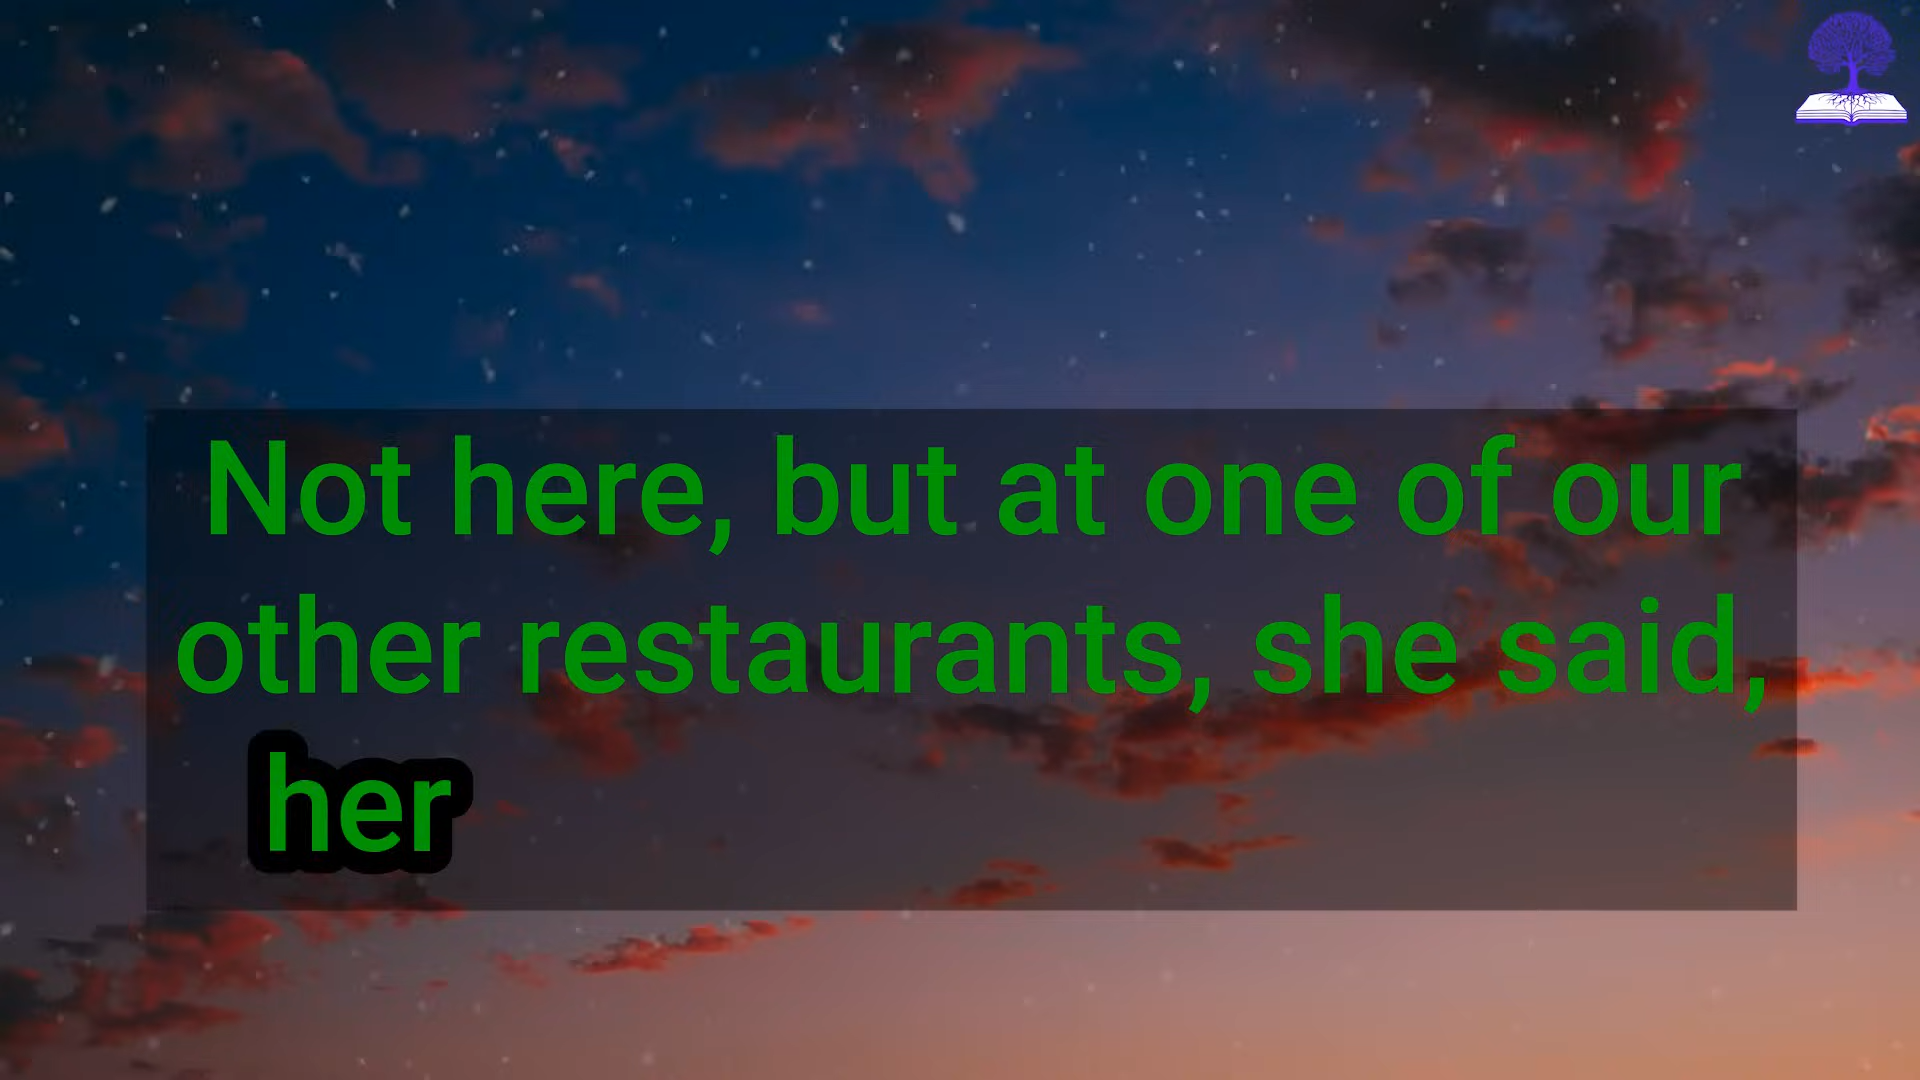 Not here, but at one of our
other restaurants, she said,
her